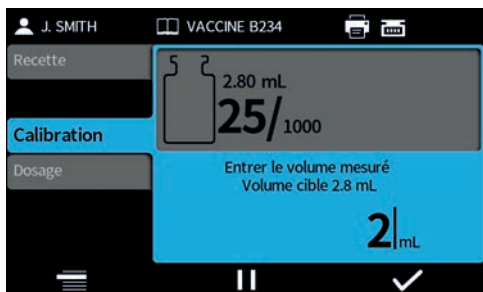 J. SMITH
VACCINE B234
Recette
2.80 mL
25/1000
Calibration
Dosage
Entrer le volume mesuré
Volume cible 2.8 mL
2 mL